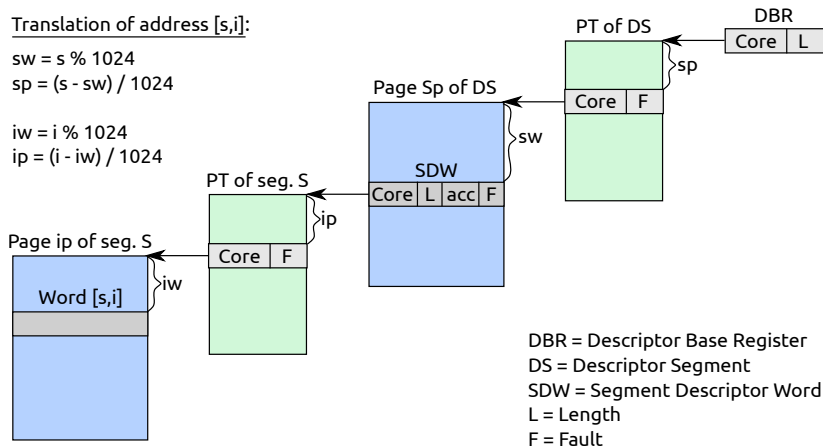 Translation of address [s,i]:
sw = s % 1024
sp = (s - sw) / 1024
iw = i % 1024
ip = (i - iw) / 1024
DBR
Core L
PT of DS
sp
Core F
Page Sp of DS
sw
SDW
Core L acc F
PT of seg. S
ip
Core F
Page ip of seg. S
iw
Word [s,i]
DBR = Descriptor Base Register
DS = Descriptor Segment
SDW = Segment Descriptor Word
L = Length
F = Fault